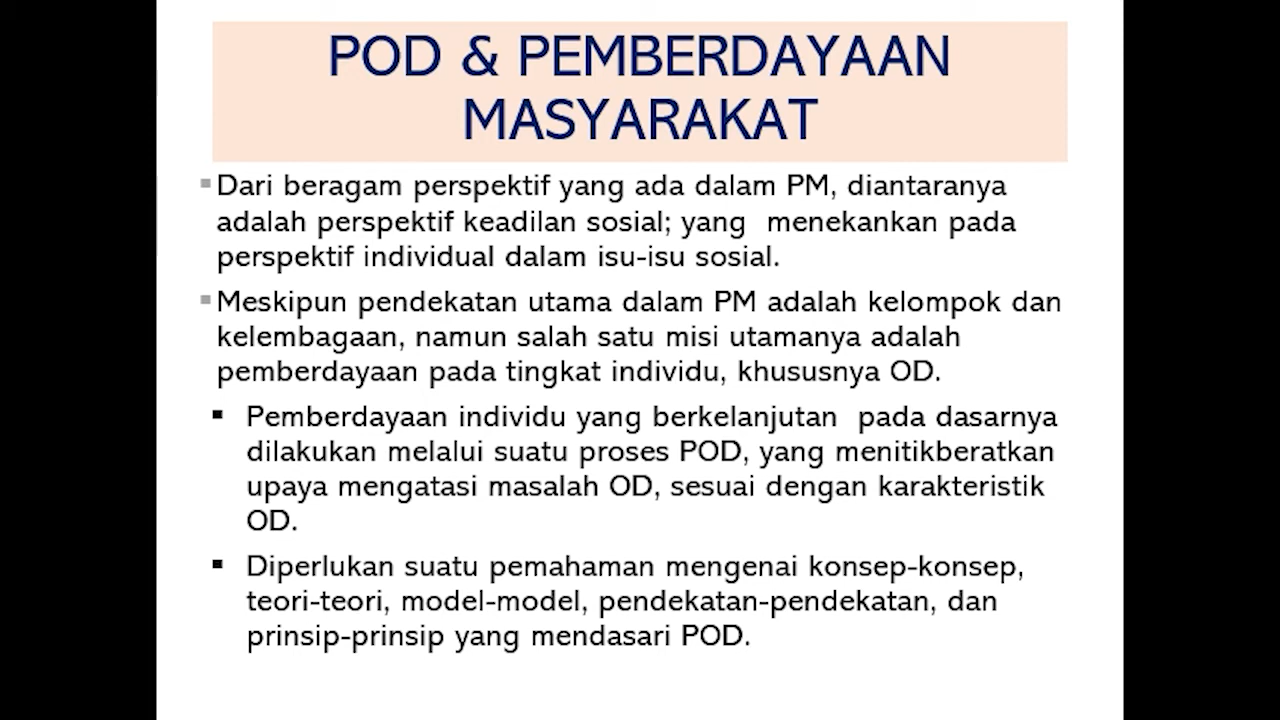 POD & PEMBERDAYAAN
MASYARAKAT
Dari beragam perspektif yang ada dalam PM, diantaranya
adalah perspektif keadilan sosial; yang menekankan pada
perspektif individual dalam isu-isu sosial.
Meskipun pendekatan utama dalam PM adalah kelompok dan
kelembagaan, namun salah satu misi utamanya adalah
pemberdayaan pada tingkat individu, khususnya OD.
Pemberdayaan individu yang berkelanjutan pada dasarnya
dilakukan melalui suatu proses POD, yang menitikberatkan
upaya mengatasi masalah OD, sesuai dengan karakteristik
OD.
Diperlukan suatu pemahaman mengenai konsep-konsep,
teori-teori, model-model, pendekatan-pendekatan, dan
prinsip-prinsip yang mendasari POD.